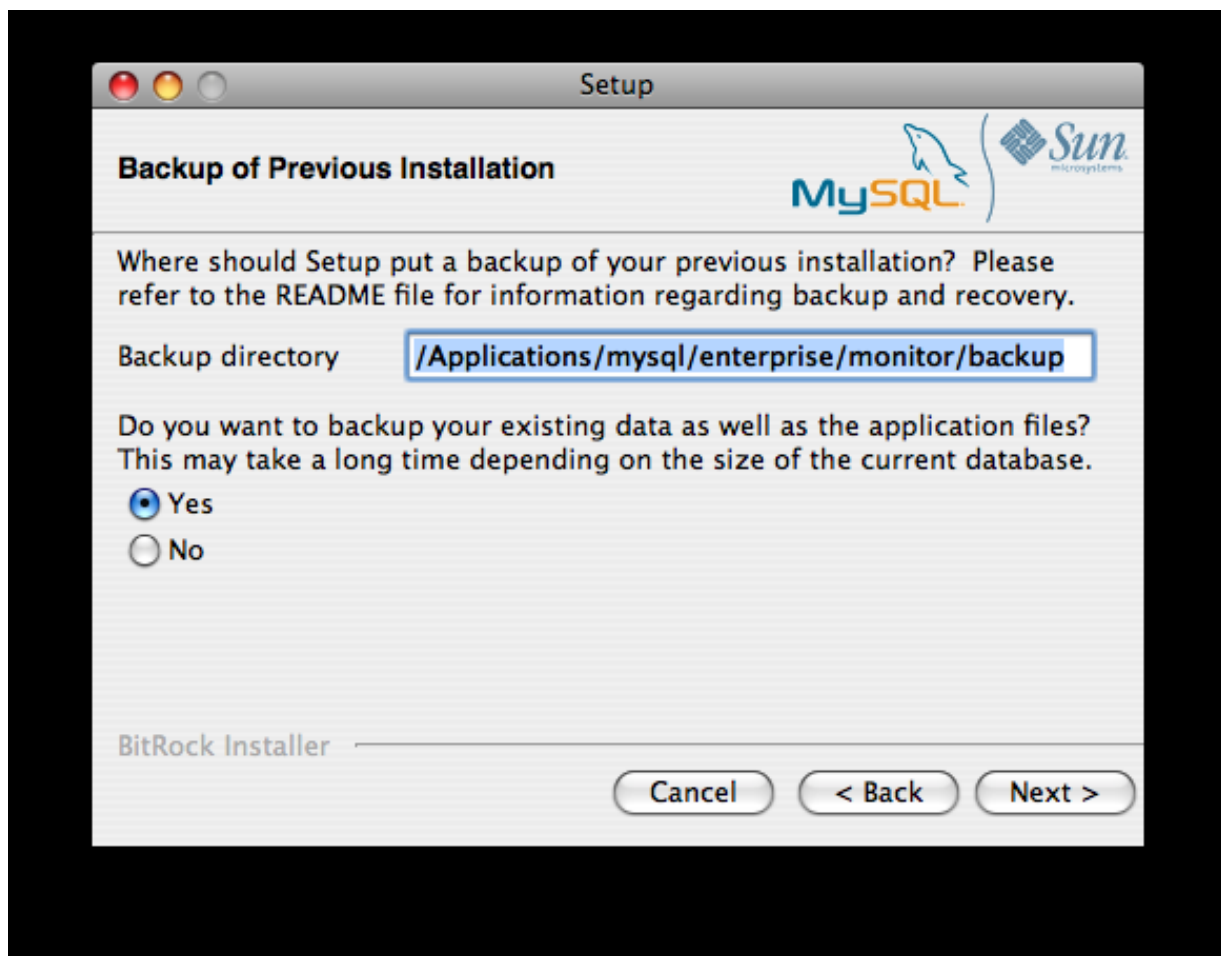 Setup
Backup of Previous Installation
MySQL.
Sun
microsystems
Where should Setup put a backup of your previous installation?  Please
refer to the README file for information regarding backup and recovery.
Backup directory
/Applications/mysql/enterprise/monitor/backup
Do you want to backup your existing data as well as the application files?
This may take a long time depending on the size of the current database.
Yes
No
BitRock Installer
Cancel
< Back
Next >